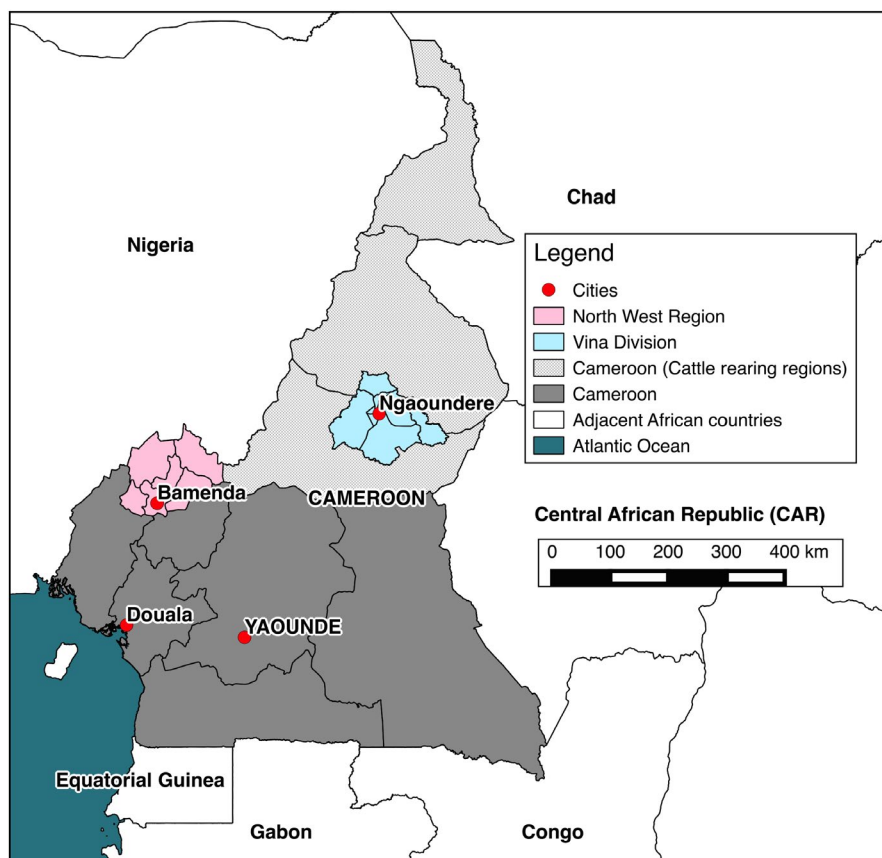 Chad
Nigeria
Legend
Cities
North West Region
Vina Division
Cameroon (Cattle rearing regions)
Cameroon
Adjacent African countries
Atlantic Ocean
Ngaoundere
Bamenda
CAMEROON
Central African Republic (CAR)
0 100 200 300 400 km
Douala
YAOUNDE
Equatorial Guinea
Gabon
Congo